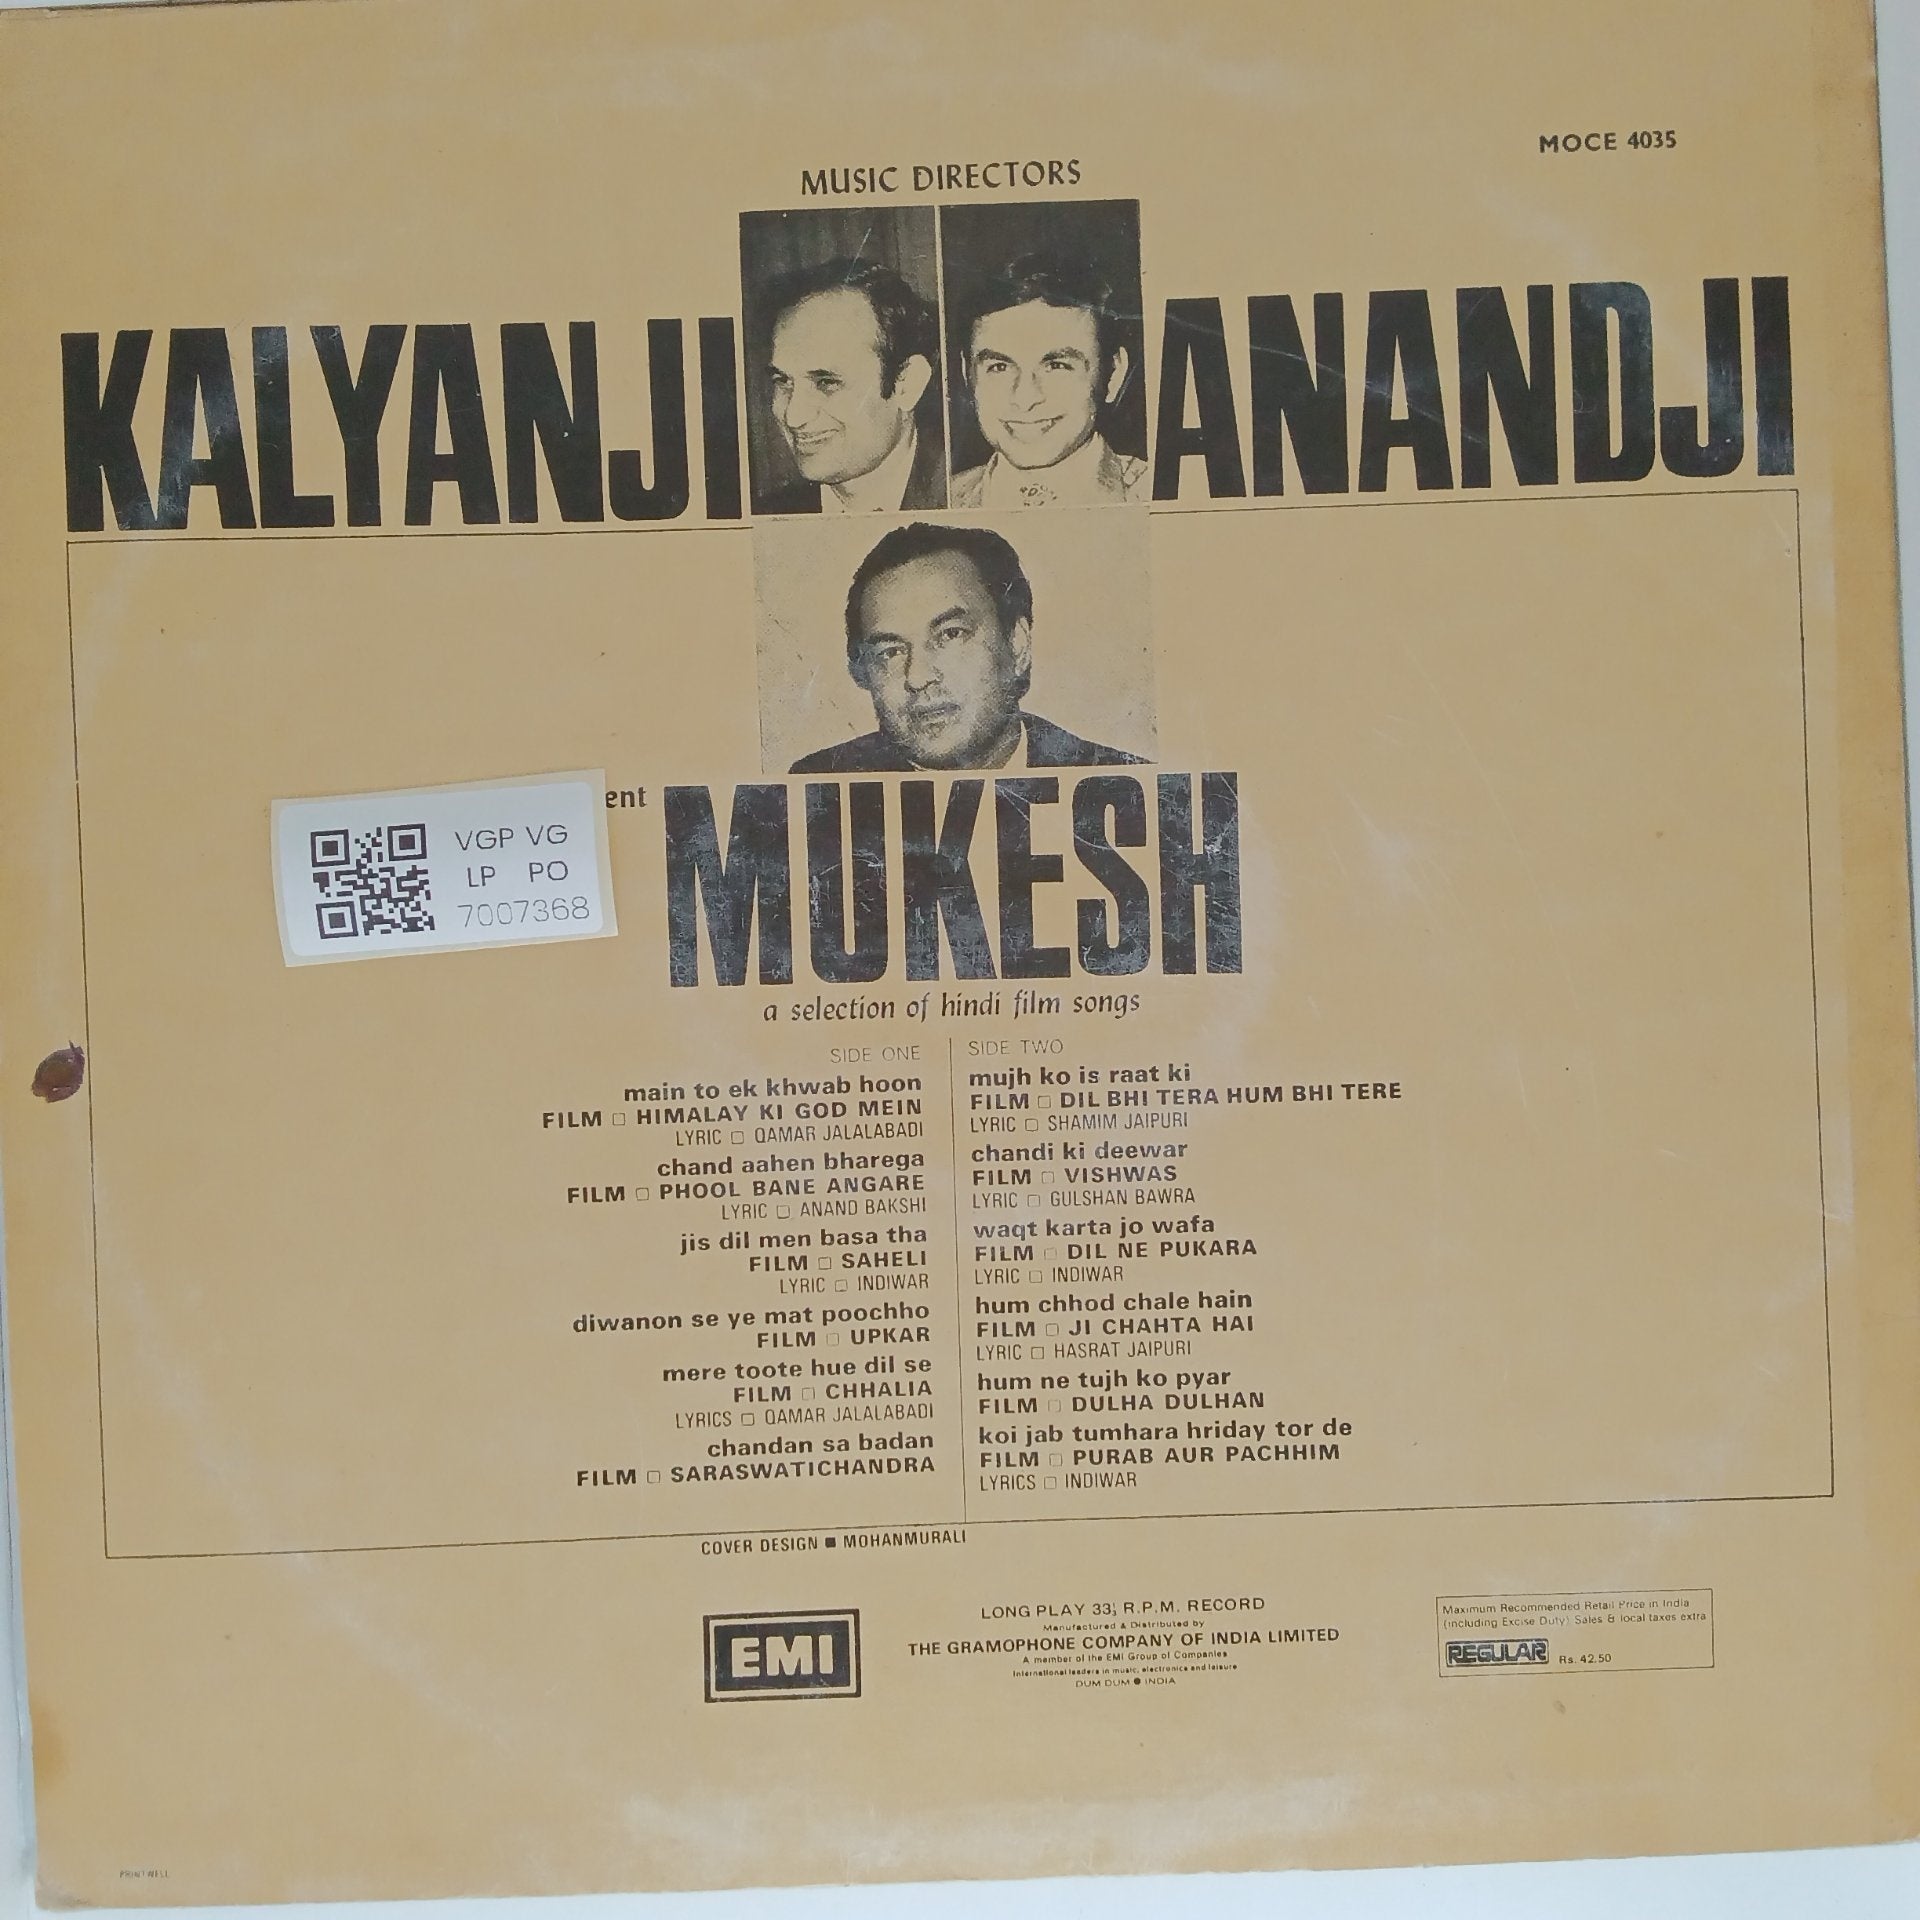 MOCE 4035
MUSIC DIRECTORS
KALYANJI ANANDJI
ent
MUKESH
VGP VG
LP PO
7007368
a selection of hindi film songs
SIDE ONE
main to ek khwab hoon
FILM □ HIMALAY KI GOD MEIN
LYRIC □ QAMAR JALALABADI
chand aahen bharega
FILM □ PHOOL BANE ANGARE
LYRIC □ ANAND BAKSHI
jis dil men basa tha
FILM □ SAHELI
LYRIC □ INDIWAR
diwanon se ye mat poochho
FILM □ UPKAR
mere toote hue dil se
FILM □ CHHALIA
LYRICS □ QAMAR JALALABADI
chandan sa badan
FILM □ SARASWATICHANDRA
SIDE TWO
mujh ko is raat ki
FILM □ DIL BHI TERA HUM BHI TERE
LYRIC □ SHAMIM JAIPURI
chandi ki deewar
FILM □ VISHWAS
LYRIC □ GULSHAN BAWRA
waqt karta jo wafa
FILM □ DIL NE PUKARA
LYRIC □ INDIWAR
hum chhod chale hain
FILM □ JI CHAHTA HAI
LYRIC □ HASRAT JAIPURI
hum ne tujh ko pyar
FILM □ DULHA DULHAN
koi jab tumhara hriday tor de
FILM □ PURAB AUR PACHHIM
LYRICS □ INDIWAR
COVER DESIGN ■ MOHANMURALI
EMI
LONG PLAY 33⅓ R.P.M. RECORD
Manufactured & Distributed by
THE GRAMOPHONE COMPANY OF INDIA LIMITED
A member of the EMI Group of Companies
International leaders in music, electronics and leisure
DUM DUM ● INDIA
Maximum Recommended Retail Price in India
(including Excise Duty) Sales & local taxes extra
REGULAR Rs. 42.50
PRINTWELL